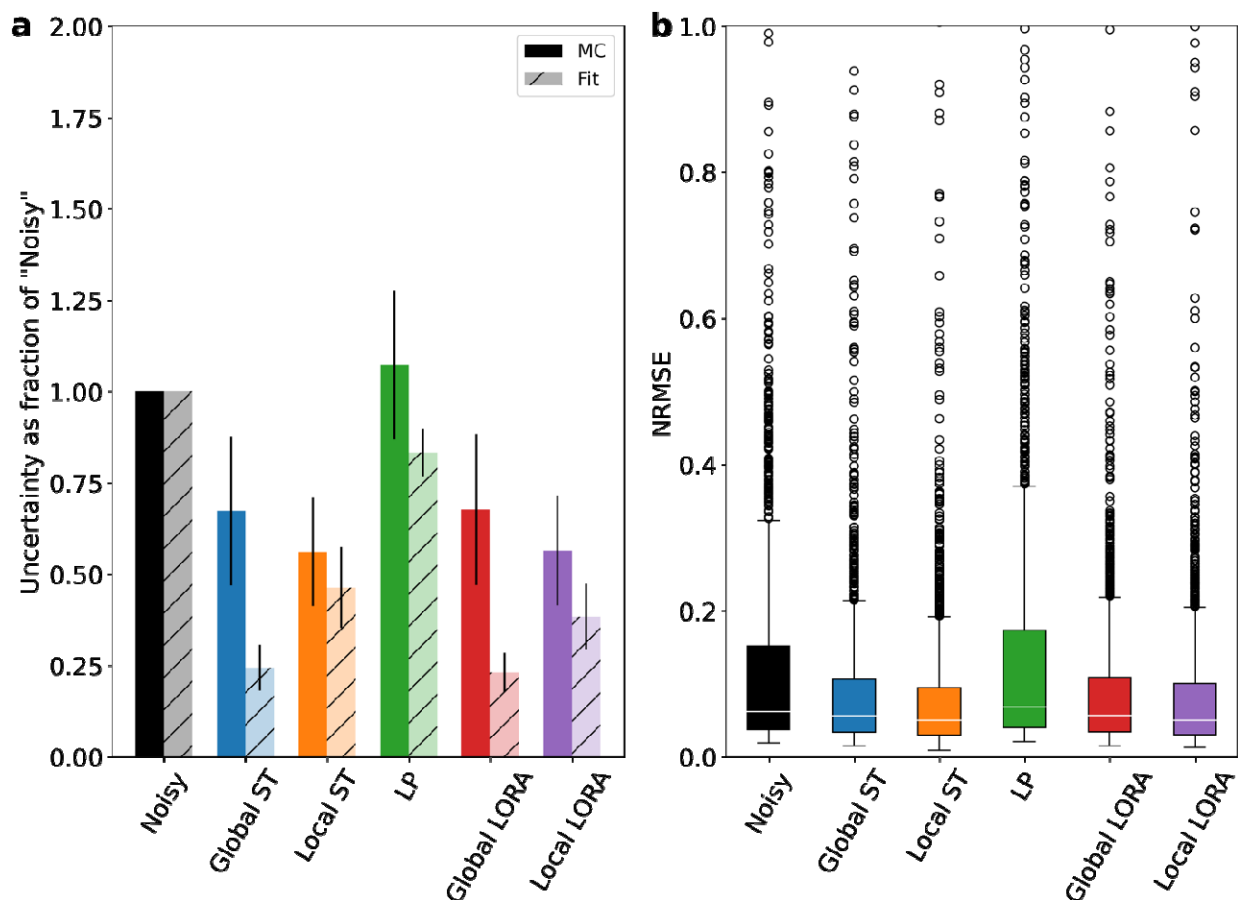 a
Uncertainty as fraction of "Noisy"
2.00
1.75
1.50
1.25
1.00
0.75
0.50
0.25
0.00
MC
Fit
Noisy
Global ST
Local ST
LP
Global LORA
Local LORA
b
NRMSE
1.0
0.8
0.6
0.4
0.2
0.0
Noisy
Global ST
Local ST
LP
Global LORA
Local LORA